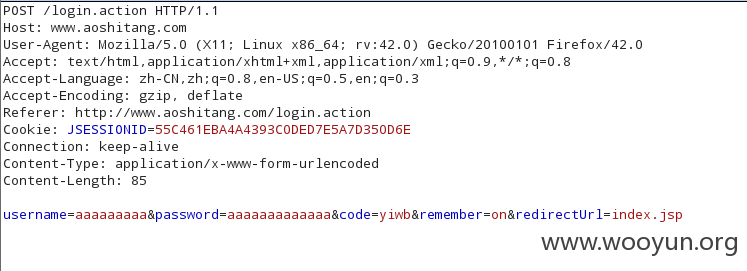 POST /login.action HTTP/1.1
Host: www.aoshitang.com
User-Agent: Mozilla/5.0 (X11; Linux x86_64; rv:42.0) Gecko/20100101 Firefox/42.0
Accept: text/html,application/xhtml+xml,application/xml;q=0.9,*/*;q=0.8
Accept-Language: zh-CN,zh;q=0.8,en-US;q=0.5,en;q=0.3
Accept-Encoding: gzip, deflate
Referer: http://www.aoshitang.com/login.action
Cookie: JSESSIONID=55C461EBA4A4393C0DED7E5A7D350D6E
Connection: keep-alive
Content-Type: application/x-www-form-urlencoded
Content-Length: 85
username=aaaaaaaaa&password=aaaaaaaaaaaaa&code=yiwb&remember=on&redirectUrl=index.jsp
www.wooyun.org